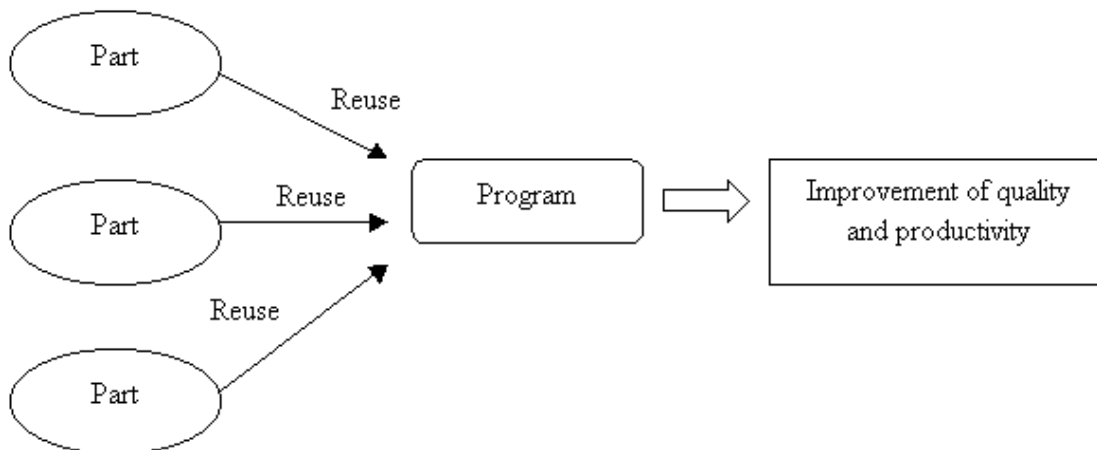 Part
Reuse
Part
Reuse
Program
Improvement of quality
and productivity
Reuse
Part